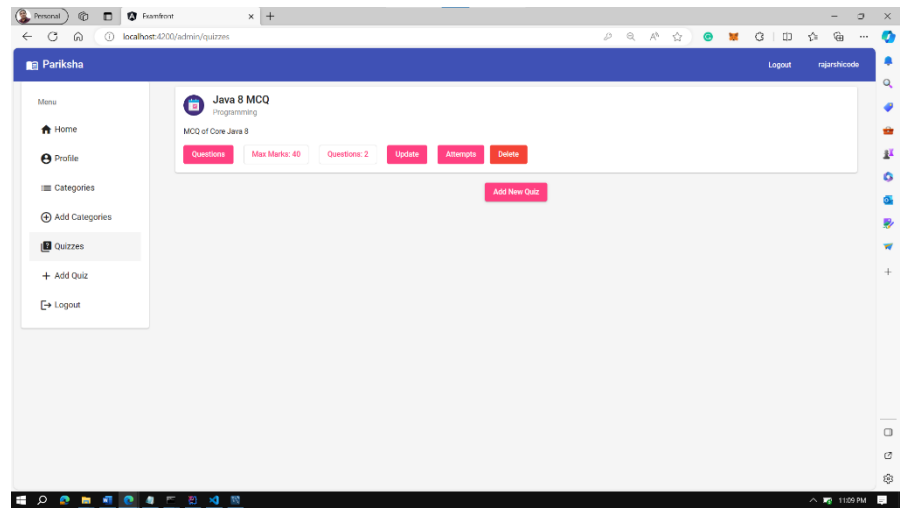 Personal
Examfront
localhost:4200/admin/quizzes
Pariksha
Logout
rajarshicode
Menu
Home
Profile
Categories
Add Categories
Quizzes
Add Quiz
Logout
Java 8 MCQ
Programming
MCQ of Core Java 8
Questions Max Marks: 40 Questions: 2 Update Attempts Delete
Add New Quiz
11:09 PM